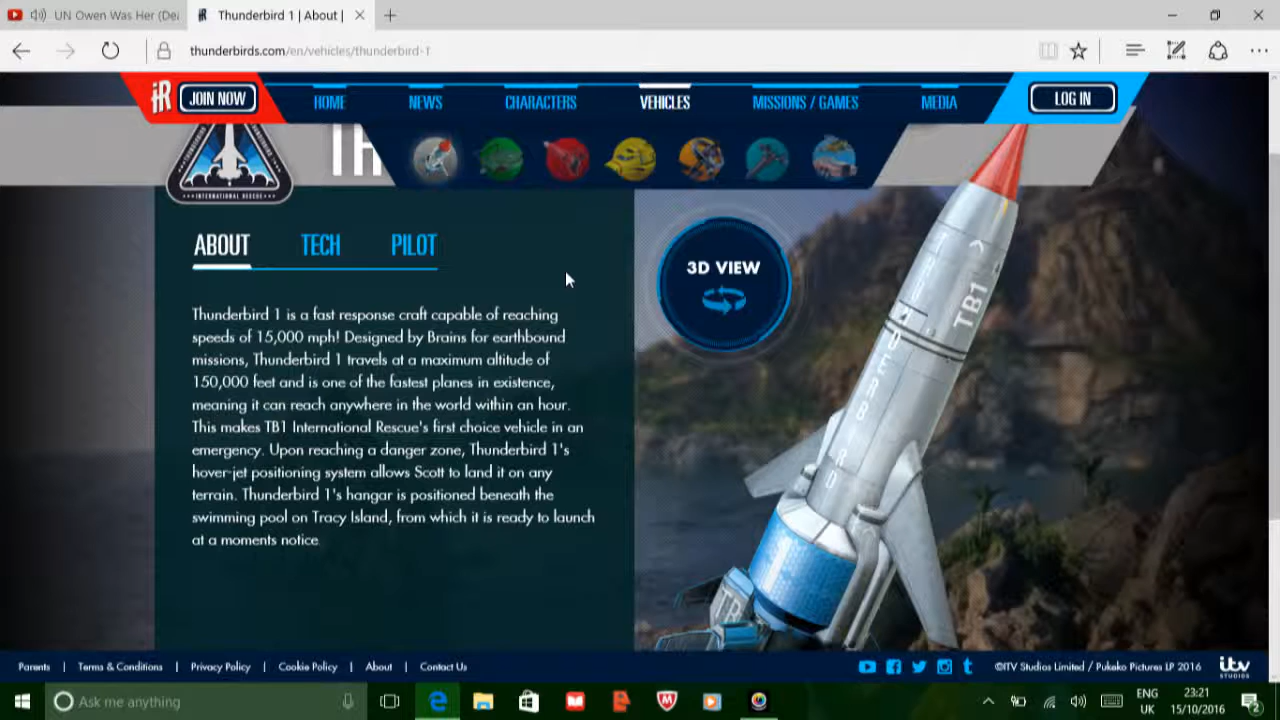 UN Owen Was Her (Dea
Thunderbird 1 | About |
thunderbirds.com/en/vehicles/thunderbird-1
iR
JOIN NOW
HOME
NEWS
CHARACTERS
VEHICLES
MISSIONS / GAMES
MEDIA
LOG IN
TH
INTERNATIONAL RESCUE
ABOUT
TECH
PILOT
3D VIEW
Thunderbird 1 is a fast response craft capable of reaching
speeds of 15,000 mph! Designed by Brains for earthbound
missions, Thunderbird 1 travels at a maximum altitude of
150,000 feet and is one of the fastest planes in existence,
meaning it can reach anywhere in the world within an hour.
This makes TB1 International Rescue's first choice vehicle in an
emergency. Upon reaching a danger zone, Thunderbird 1's
hover-jet positioning system allows Scott to land it on any
terrain. Thunderbird 1's hangar is positioned beneath the
swimming pool on Tracy Island, from which it is ready to launch
at a moments notice.
TB1
THUNDERBIRD
TB
Parents | Terms & Conditions | Privacy Policy | Cookie Policy | About | Contact Us
©ITV Studios Limited / Pukeko Pictures LP 2016
itv
STUDIOS
Ask me anything
ENG
UK
23:21
15/10/2016
2